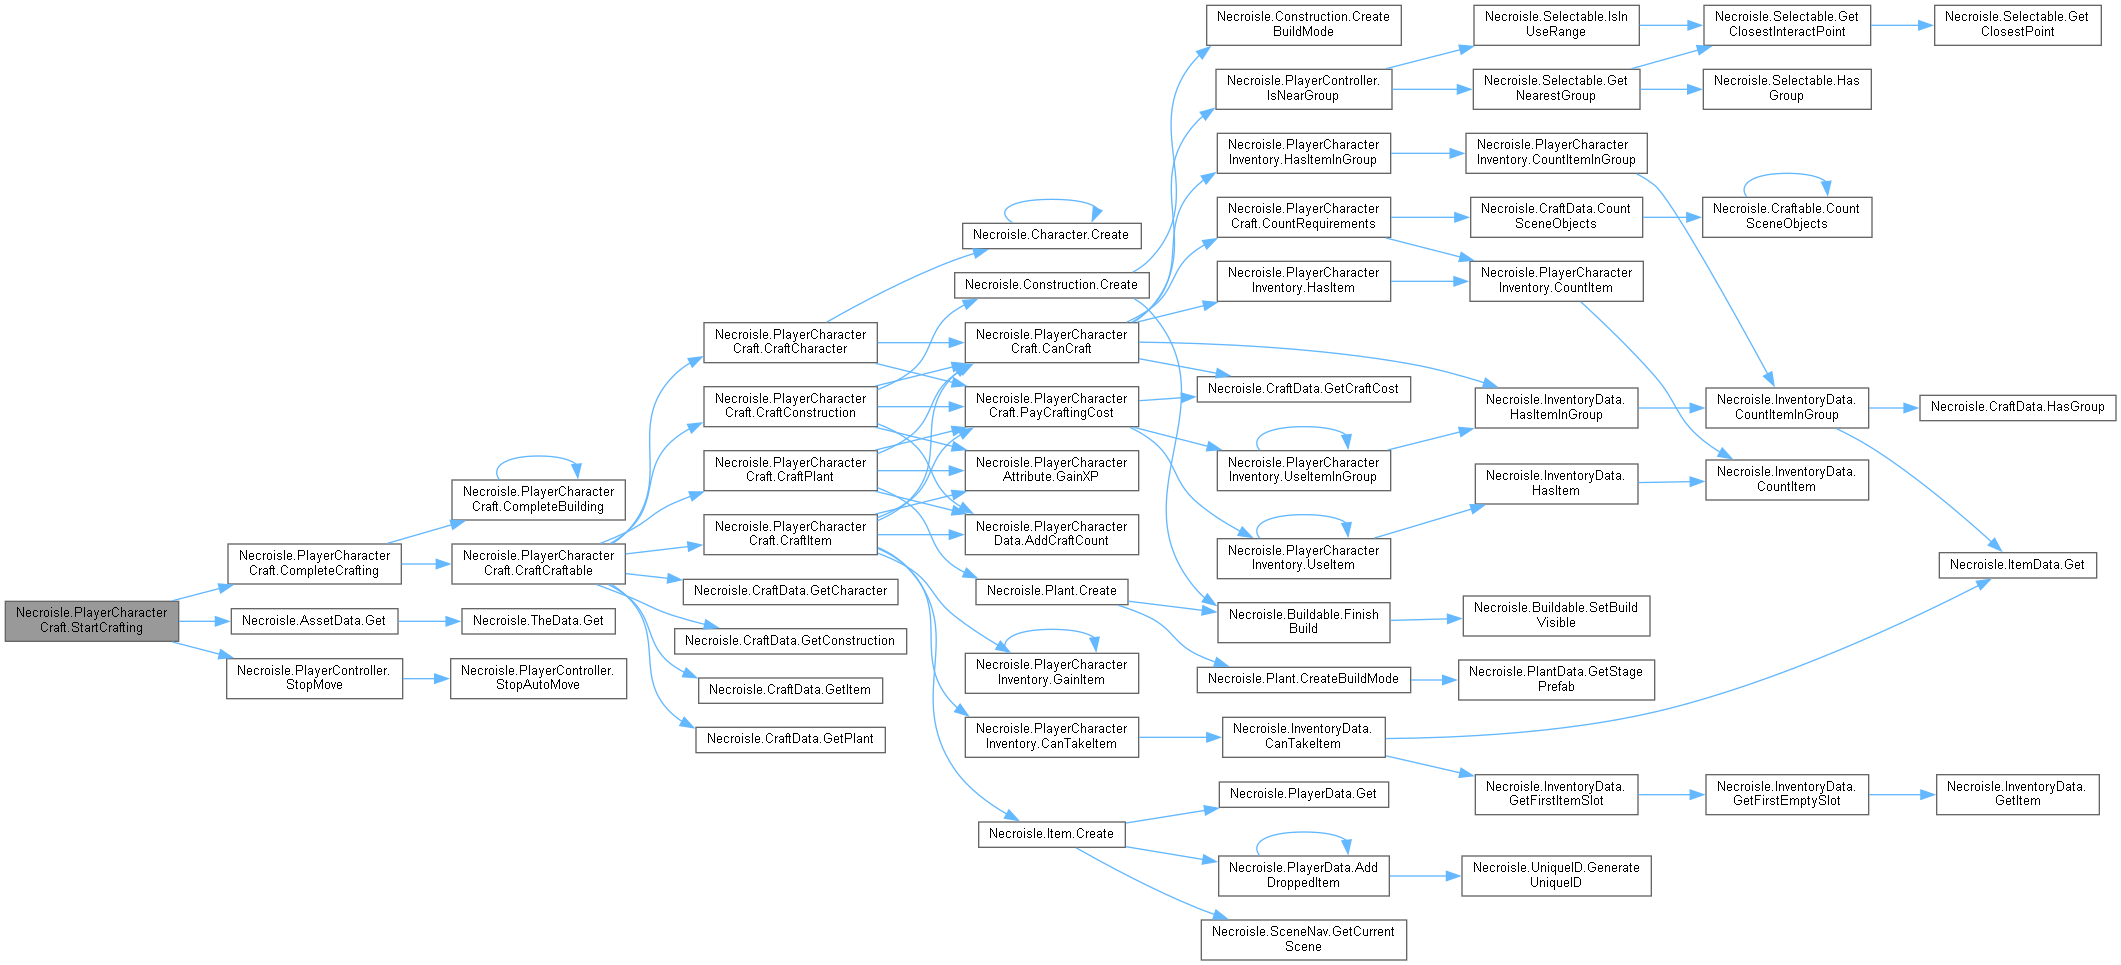 Necroisle.PlayerCharacter
Craft.StartCrafting
Necroisle.PlayerCharacter
Craft.CompleteCrafting
Necroisle.AssetData.Get
Necroisle.PlayerController.
StopMove
Necroisle.PlayerCharacter
Craft.CompleteBuilding
Necroisle.PlayerCharacter
Craft.CraftCraftable
Necroisle.TheData.Get
Necroisle.PlayerController.
StopAutoMove
Necroisle.PlayerCharacter
Craft.CraftCharacter
Necroisle.PlayerCharacter
Craft.CraftConstruction
Necroisle.PlayerCharacter
Craft.CraftPlant
Necroisle.PlayerCharacter
Craft.CraftItem
Necroisle.CraftData.GetCharacter
Necroisle.CraftData.GetConstruction
Necroisle.CraftData.GetItem
Necroisle.CraftData.GetPlant
Necroisle.Character.Create
Necroisle.Construction.Create
Necroisle.PlayerCharacter
Craft.CanCraft
Necroisle.PlayerCharacter
Craft.PayCraftingCost
Necroisle.PlayerCharacter
Attribute.GainXP
Necroisle.PlayerCharacter
Data.AddCraftCount
Necroisle.Plant.Create
Necroisle.PlayerCharacter
Inventory.GainItem
Necroisle.PlayerCharacter
Inventory.CanTakeItem
Necroisle.Item.Create
Necroisle.Construction.Create
BuildMode
Necroisle.PlayerController.
IsNearGroup
Necroisle.PlayerCharacter
Inventory.HasItemInGroup
Necroisle.PlayerCharacter
Craft.CountRequirements
Necroisle.PlayerCharacter
Inventory.HasItem
Necroisle.CraftData.GetCraftCost
Necroisle.PlayerCharacter
Inventory.UseItemInGroup
Necroisle.PlayerCharacter
Inventory.UseItem
Necroisle.Buildable.Finish
Build
Necroisle.Plant.CreateBuildMode
Necroisle.InventoryData.
CanTakeItem
Necroisle.PlayerData.Get
Necroisle.PlayerData.Add
DroppedItem
Necroisle.SceneNav.GetCurrent
Scene
Necroisle.Selectable.IsIn
UseRange
Necroisle.Selectable.Get
NearestGroup
Necroisle.PlayerCharacter
Inventory.CountItemInGroup
Necroisle.CraftData.Count
SceneObjects
Necroisle.PlayerCharacter
Inventory.CountItem
Necroisle.InventoryData.
HasItemInGroup
Necroisle.InventoryData.
HasItem
Necroisle.Buildable.SetBuild
Visible
Necroisle.PlantData.GetStage
Prefab
Necroisle.InventoryData.
GetFirstItemSlot
Necroisle.UniqueID.Generate
UniqueID
Necroisle.Selectable.Get
ClosestInteractPoint
Necroisle.Selectable.Has
Group
Necroisle.Craftable.Count
SceneObjects
Necroisle.InventoryData.
CountItemInGroup
Necroisle.InventoryData.
CountItem
Necroisle.InventoryData.
GetFirstEmptySlot
Necroisle.Selectable.Get
ClosestPoint
Necroisle.CraftData.HasGroup
Necroisle.ItemData.Get
Necroisle.InventoryData.
GetItem